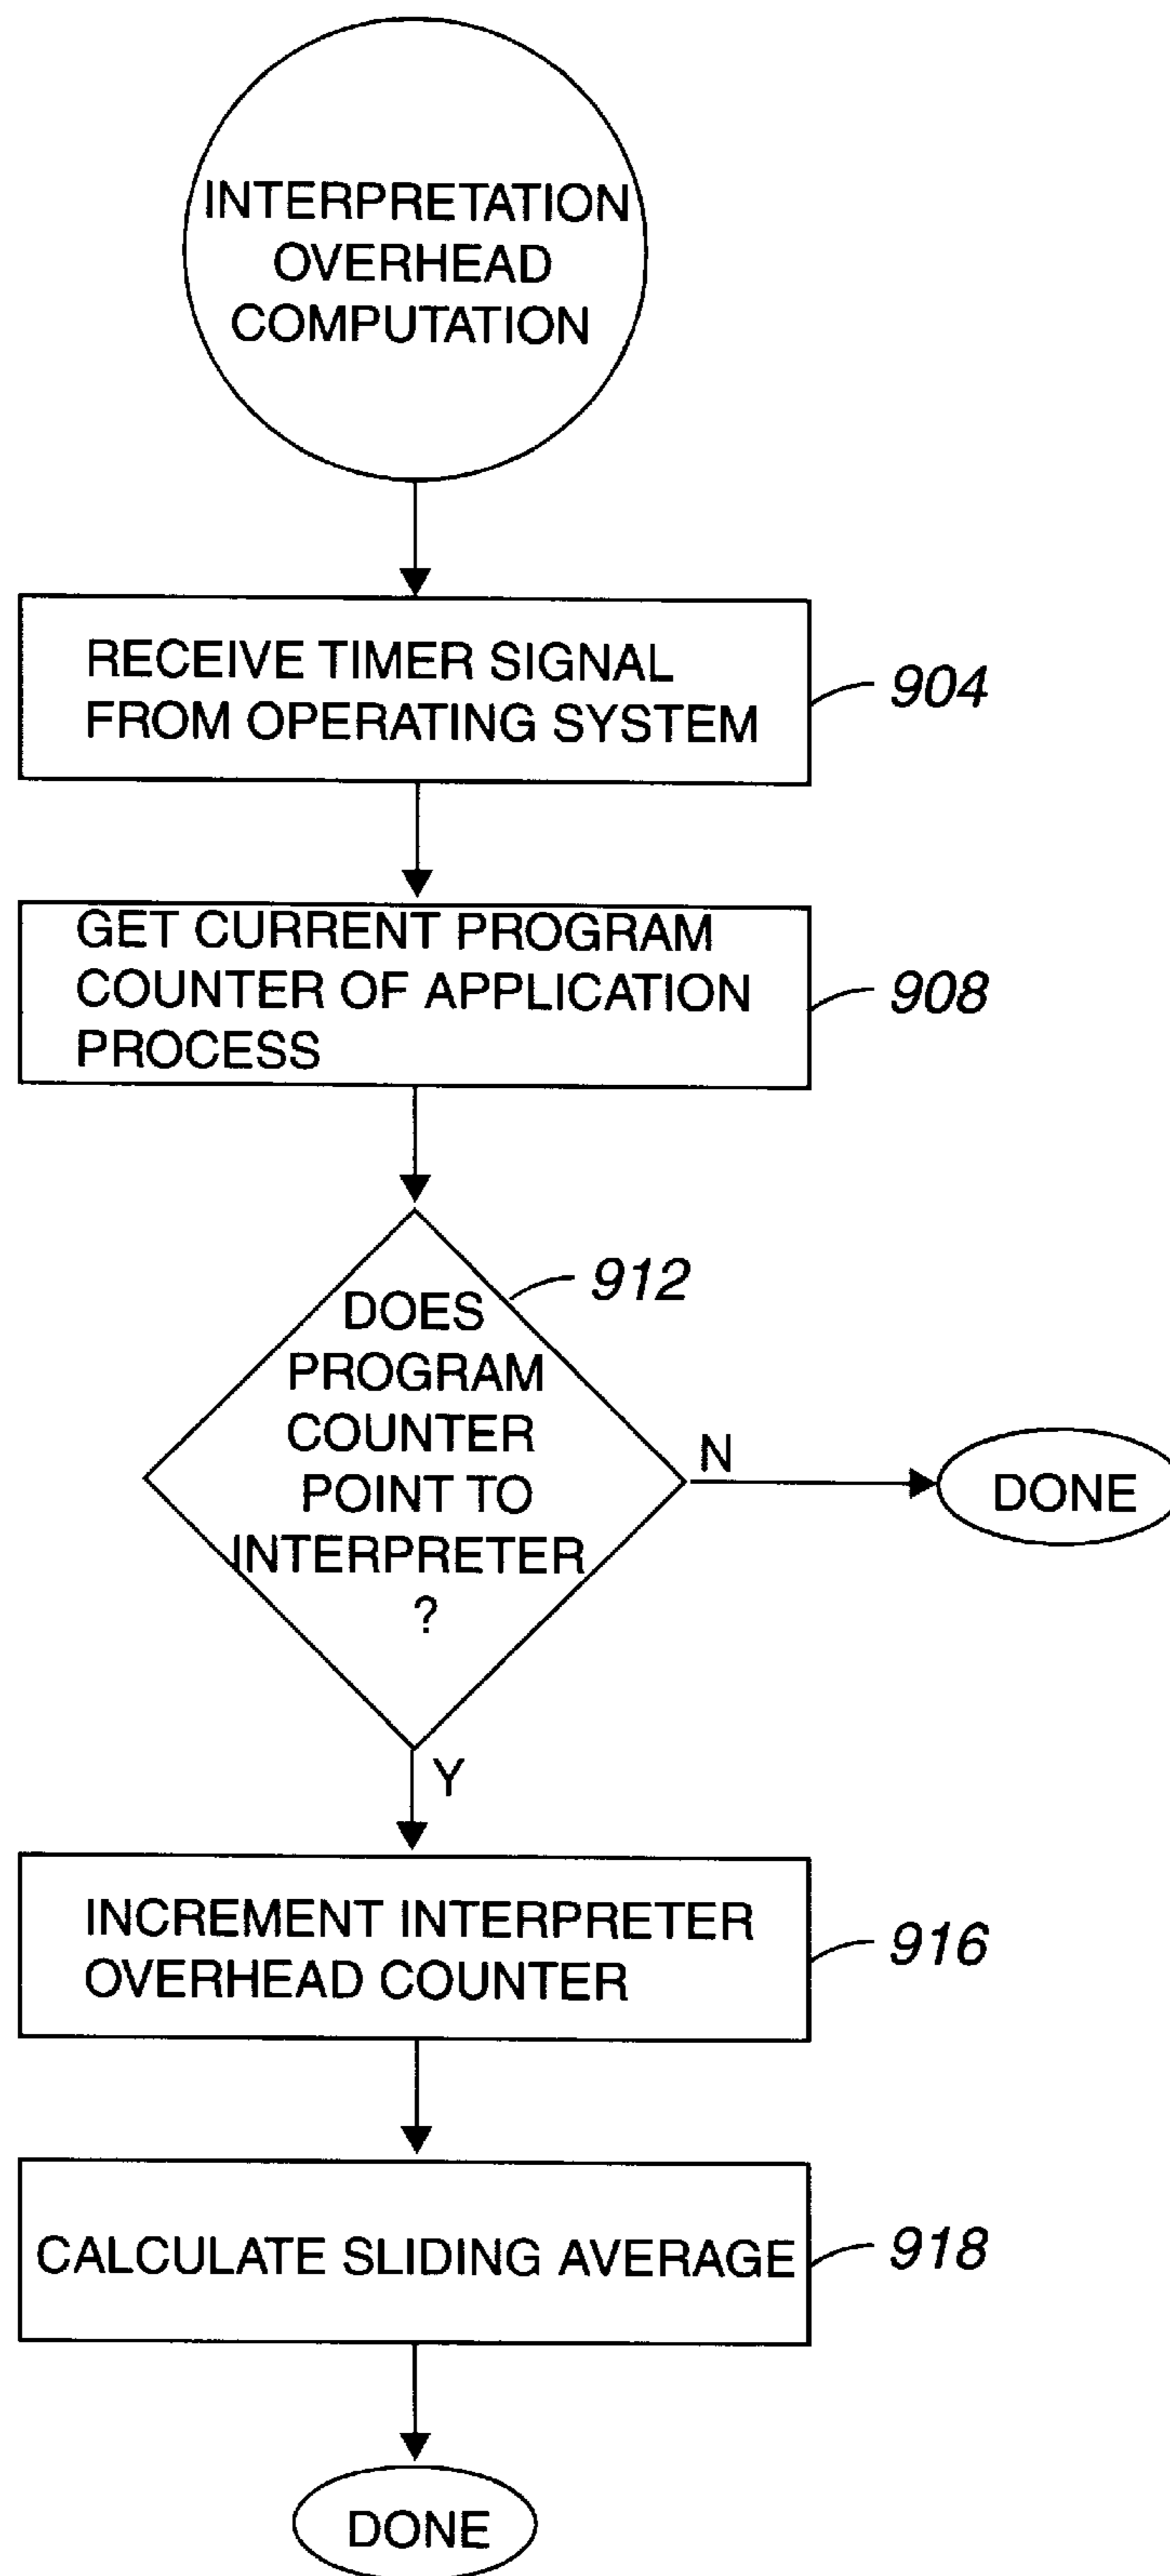 INTERPRETATION
OVERHEAD
COMPUTATION
RECEIVE TIMER SIGNAL
FROM OPERATING SYSTEM
904
GET CURRENT PROGRAM
COUNTER OF APPLICATION
PROCESS
908
912
DOES
PROGRAM
COUNTER
POINT TO
INTERPRETER
?
N
DONE
Y
INCREMENT INTERPRETER
OVERHEAD COUNTER
916
CALCULATE SLIDING AVERAGE
918
DONE